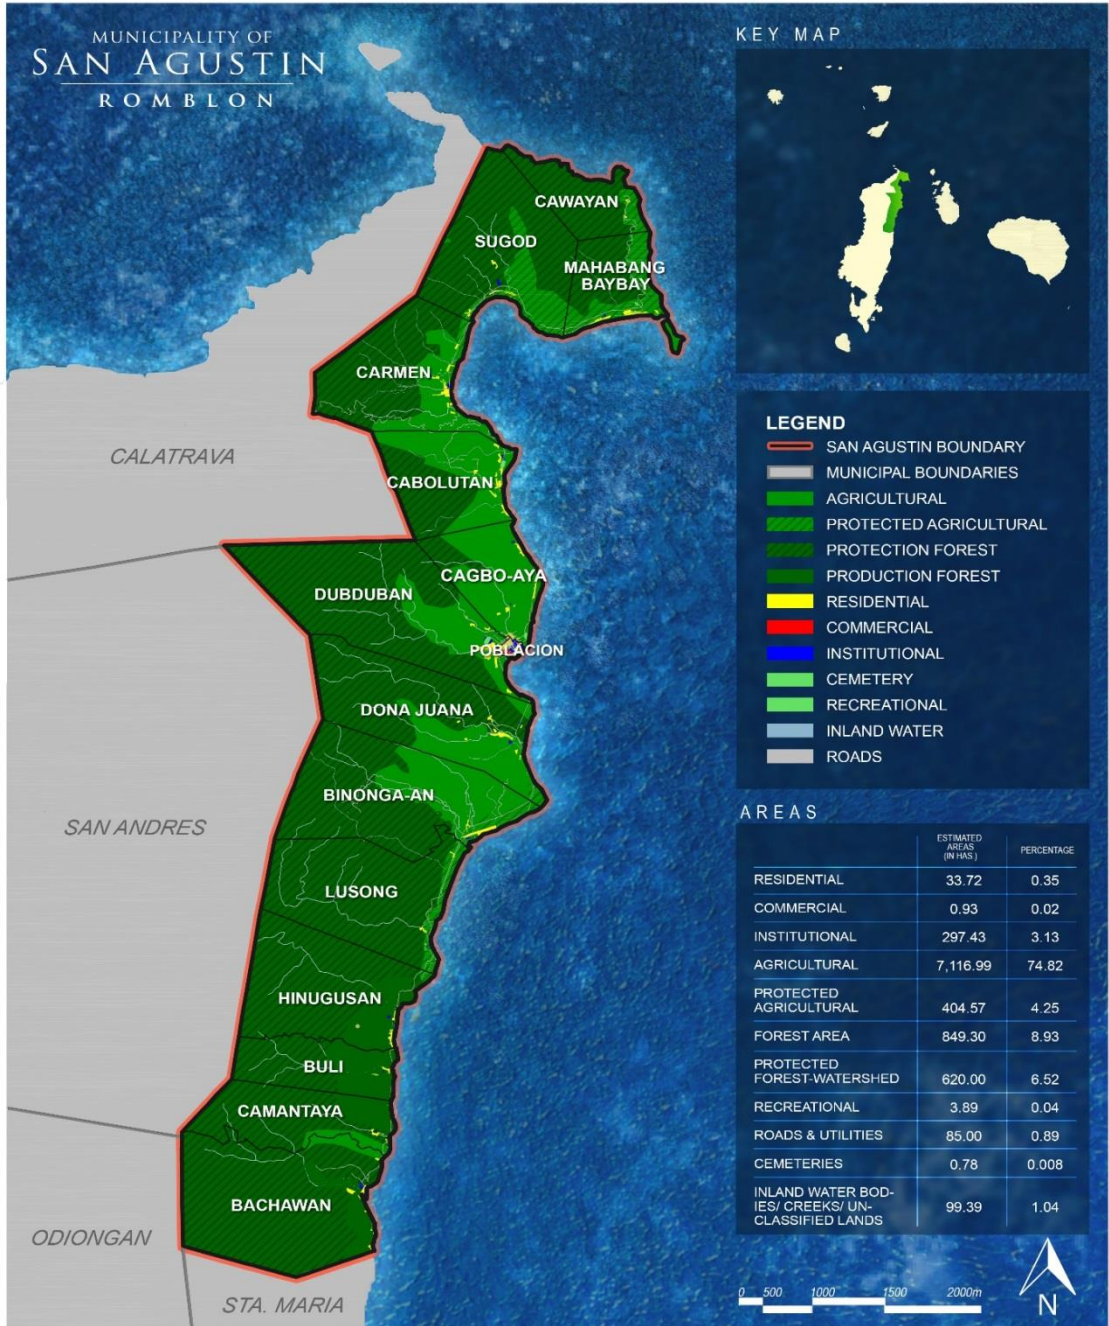 MUNICIPALITY OF
SAN AGUSTIN
ROMBLON
KEY MAP
CAWAYAN
SUGOD
MAHABANG
BAYBAY
CARMEN
CALATRAVA
CABOLUTAN
CAGBO-AYA
DUBDUBAN
POBLACION
DONA JUANA
BINONGA-AN
SAN ANDRES
LUSONG
HINUGUSAN
BULI
CAMANTAYA
BACHAWAN
ODIONGAN
STA. MARIA
LEGEND
SAN AGUSTIN BOUNDARY
MUNICIPAL BOUNDARIES
AGRICULTURAL
PROTECTED AGRICULTURAL
PROTECTION FOREST
PRODUCTION FOREST
RESIDENTIAL
COMMERCIAL
INSTITUTIONAL
CEMETERY
RECREATIONAL
INLAND WATER
ROADS
AREAS
ESTIMATED
AREAS
(IN HAS.)
PERCENTAGE
RESIDENTIAL 33.72 0.35
COMMERCIAL 0.93 0.02
INSTITUTIONAL 297.43 3.13
AGRICULTURAL 7,116.99 74.82
PROTECTED
AGRICULTURAL 404.57 4.25
FOREST AREA 849.30 8.93
PROTECTED
FOREST-WATERSHED 620.00 6.52
RECREATIONAL 3.89 0.04
ROADS & UTILITIES 85.00 0.89
CEMETERIES 0.78 0.008
INLAND WATER BOD-
IES/ CREEKS/ UN-
CLASSIFIED LANDS 99.39 1.04
0 500 1000 1500 2000m
N